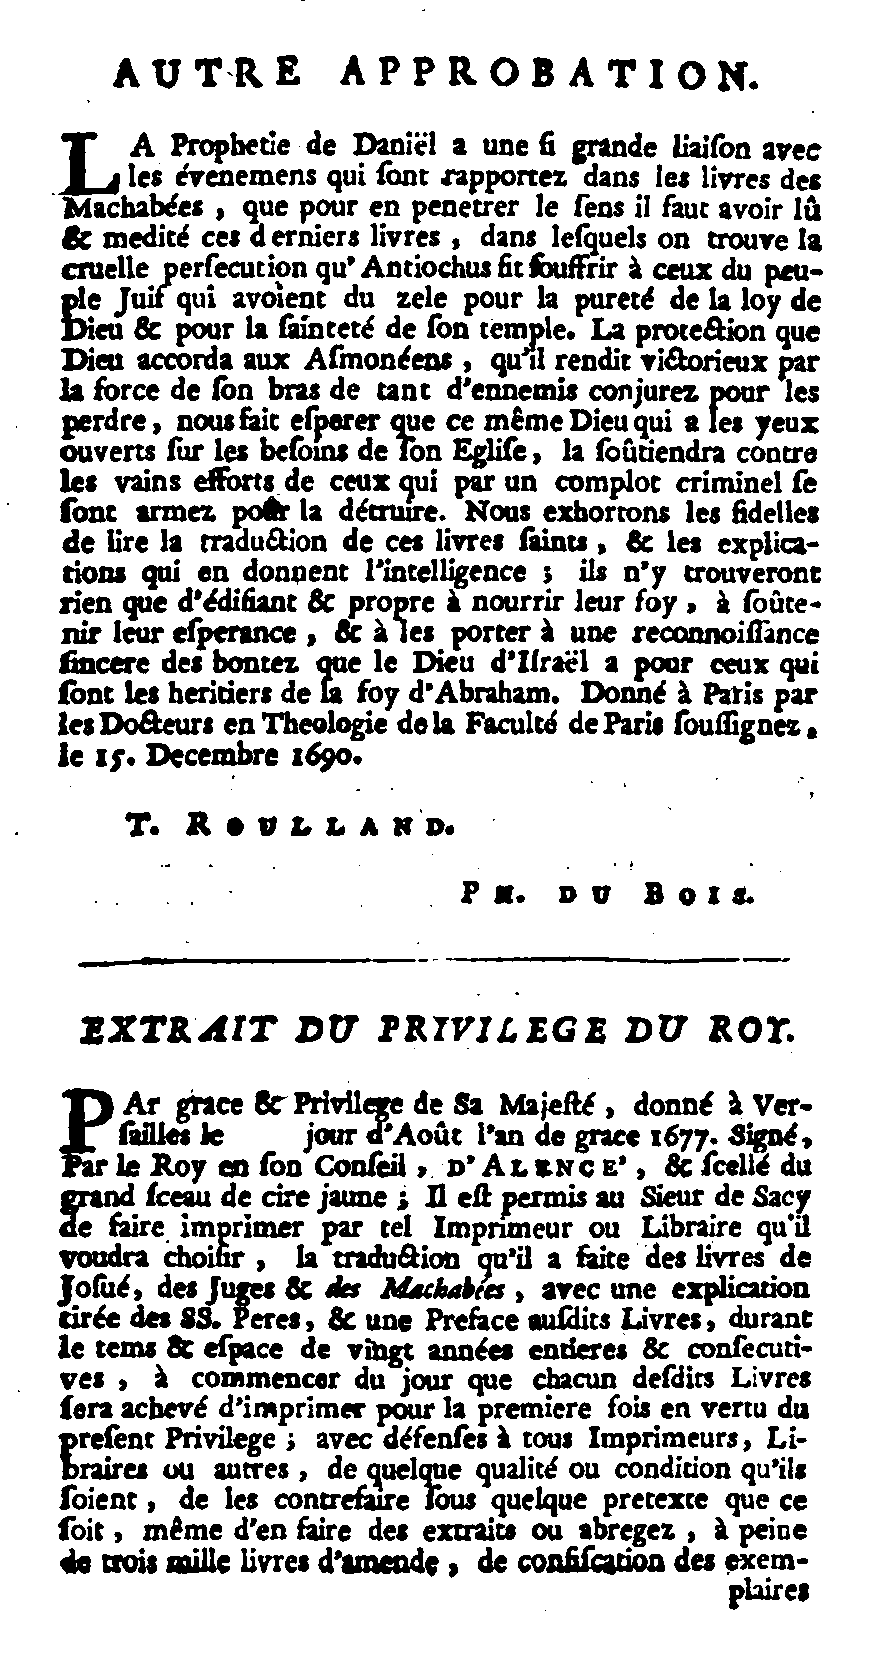 AUTRE APPROBATION.
LA Prophetie de Daniël a une ſi grande liaiſon avec
les évenemens qui ſont rapportez dans les livres des
Machabées, que pour en penetrer le ſens il faut avoir lû
& medité ces derniers livres, dans leſquels on trouve la
cruelle perſecution qu'Antiochus fit ſouffrir à ceux du peu-
ple Juif qui avoient du zele pour la pureté de la loy de
Dieu & pour la ſainteté de ſon temple. La protection que
Dieu accorda aux Aſmonéens, qu'il rendit victorieux par
la force de ſon bras de tant d'ennemis conjurez pour les
perdre, nous fait eſperer que ce même Dieu qui a les yeux
ouverts ſur les beſoins de ſon Egliſe, la ſoûtiendra contre
les vains efforts de ceux qui par un complot criminel ſe
ſont armez pour la détruire. Nous exhortons les fidelles
de lire la traduction de ces livres ſaints, & les explica-
tions qui en donnent l'intelligence; ils n'y trouveront
rien que d'édifiant & propre à nourrir leur foy, à ſoûte-
nir leur eſperance, & à les porter à une reconnoiſſance
ſincere des bontez que le Dieu d'Iſraël a pour ceux qui
ſont les heritiers de la foy d'Abraham. Donné à Paris par
les Docteurs en Theologie de la Faculté de Paris ſouſſignez,
le 15. Decembre 1690.
T. ROULLAND.
PH. DU BOIS.
EXTRAIT DU PRIVILEGE DU ROY.
PAr grace & Privilege de Sa Majeſté, donné à Ver-
ſailles le jour d'Août l'an de grace 1677. Signé,
Par le Roy en ſon Conſeil, D'ALENCE', & ſcellé du
grand ſceau de cire jaune; Il eſt permis au Sieur de Sacy
de faire imprimer par tel Imprimeur ou Libraire qu'il
voudra choiſir, la traduction qu'il a faite des livres de
Joſué, des Juges & des Machabées, avec une explication
tirée des SS. Peres, & une Preface auſdits Livres, durant
le tems & eſpace de vingt années entieres & conſecuti-
ves, à commencer du jour que chacun deſdits Livres
ſera achevé d'imprimer pour la premiere fois en vertu du
preſent Privilege; avec défenſes à tous Imprimeurs, Li-
braires ou autres, de quelque qualité ou condition qu'ils
ſoient, de les contrefaire ſous quelque pretexte que ce
ſoit, même d'en faire des extraits ou abregez, à peine
de trois mille livres d'amende, de confiſcation des exem-
plaires